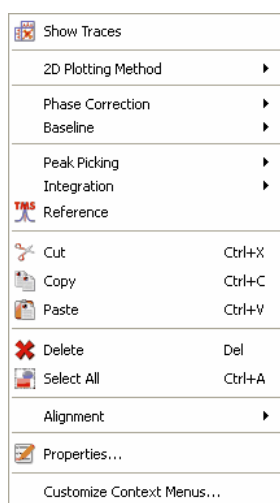 Show Traces
2D Plotting Method
Phase Correction
Baseline
Peak Picking
Integration
TMS Reference
Cut Ctrl+X
Copy Ctrl+C
Paste Ctrl+V
Delete Del
Select All Ctrl+A
Alignment
Properties...
Customize Context Menus...